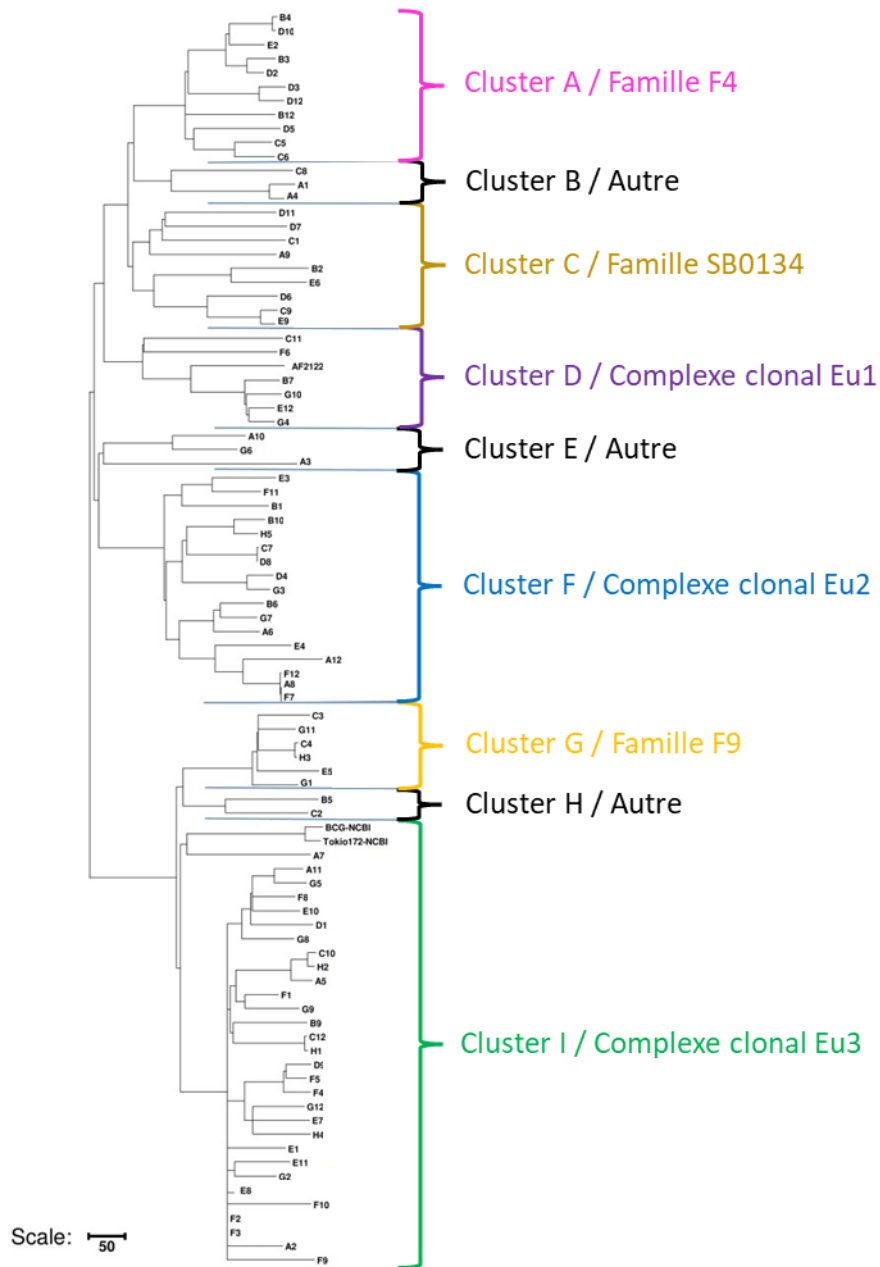 B4
D10
E2
B3
D2
D3
D12
B12
D5
C5
C6
Cluster A / Famille F4
C8
A1
A4
Cluster B / Autre
D11
D7
C1
A9
B2
E6
D6
C9
E9
Cluster C / Famille SB0134
C11
F6
AF2122
B7
G10
E12
G4
Cluster D / Complexe clonal Eu1
A10
G6
A3
Cluster E / Autre
E3
F11
B1
B10
H5
C7
D8
D4
G3
B6
G7
A6
E4
A12
F12
A8
F7
Cluster F / Complexe clonal Eu2
C3
G11
C4
H3
E5
G1
Cluster G / Famille F9
B5
C2
Cluster H / Autre
BCG-NCBI
Tokio172-NCBI
A7
A11
G5
F8
E10
D1
G8
C10
H2
A5
F1
G9
B9
C12
H1
D9
F5
F4
G12
E7
H4
E1
E11
G2
E8
F10
F2
F3
A2
F9
Cluster I / Complexe clonal Eu3
Scale:
50